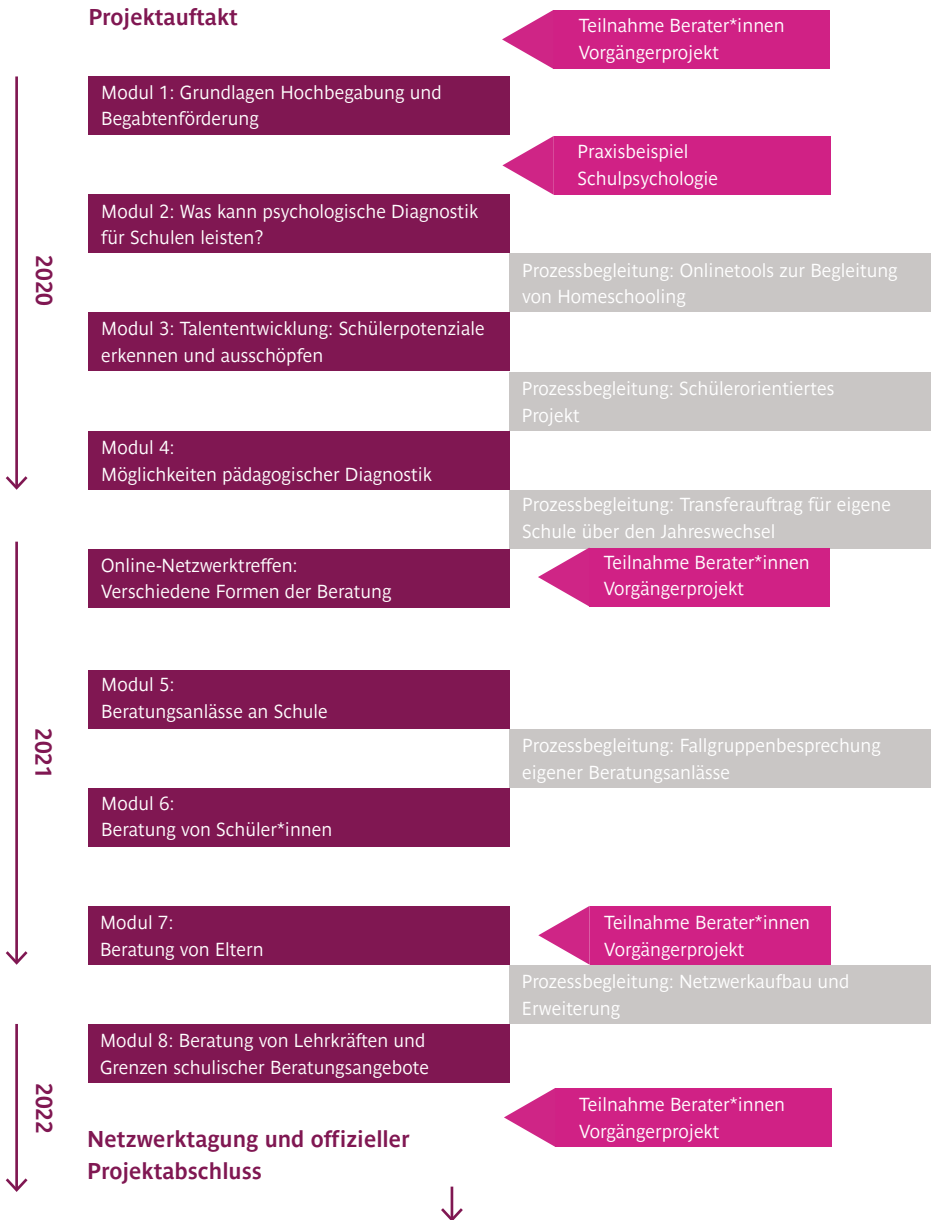 Projektauftakt
Teilnahme Berater*innen
Vorgängerprojekt
Modul 1: Grundlagen Hochbegabung und
Begabtenförderung
Praxisbeispiel
Schulpsychologie
Modul 2: Was kann psychologische Diagnostik
für Schulen leisten?
2020
Prozessbegleitung: Onlinetools zur Begleitung
von Homeschooling
Modul 3: Talententwicklung: Schülerpotenziale
erkennen und ausschöpfen
Prozessbegleitung: Schülerorientiertes
Projekt
Modul 4:
Möglichkeiten pädagogischer Diagnostik
Prozessbegleitung: Transferauftrag für eigene
Schule über den Jahreswechsel
Online-Netzwerktreffen:
Verschiedene Formen der Beratung
Teilnahme Berater*innen
Vorgängerprojekt
Modul 5:
Beratungsanlässe an Schule
2021
Prozessbegleitung: Fallgruppenbesprechung
eigener Beratungsanlässe
Modul 6:
Beratung von Schüler*innen
Modul 7:
Beratung von Eltern
Teilnahme Berater*innen
Vorgängerprojekt
Prozessbegleitung: Netzwerkaufbau und
Erweiterung
Modul 8: Beratung von Lehrkräften und
Grenzen schulischer Beratungsangebote
2022
Teilnahme Berater*innen
Vorgängerprojekt
Netzwerktagung und offizieller
Projektabschluss